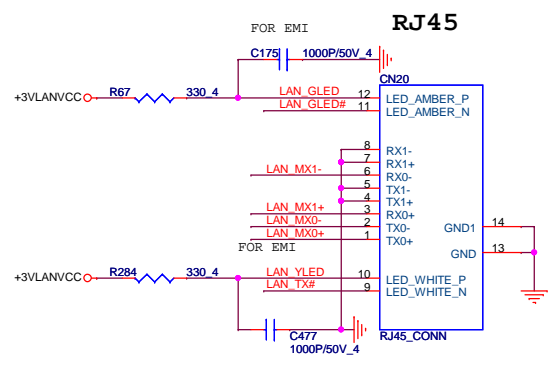 FOR EMI
RJ45
C175 1000P/50V_4
CN20
+3VLANVCC R67 330_4 LAN_GLED 12 LED_AMBER_P
LAN_GLED# 11 LED_AMBER_N
8 RX1-
7 RX1+
LAN_MX1- 6 RX0-
5 TX1-
4 TX1+
LAN_MX1+ 3 RX0+
LAN_MX0- 2 TX0- GND1 14
LAN_MX0+ 1 TX0+
FOR EMI GND 13
+3VLANVCC R284 330_4 LAN_YLED 10 LED_WHITE_P
LAN_TX# 9 LED_WHITE_N
C477 RJ45_CONN
1000P/50V_4